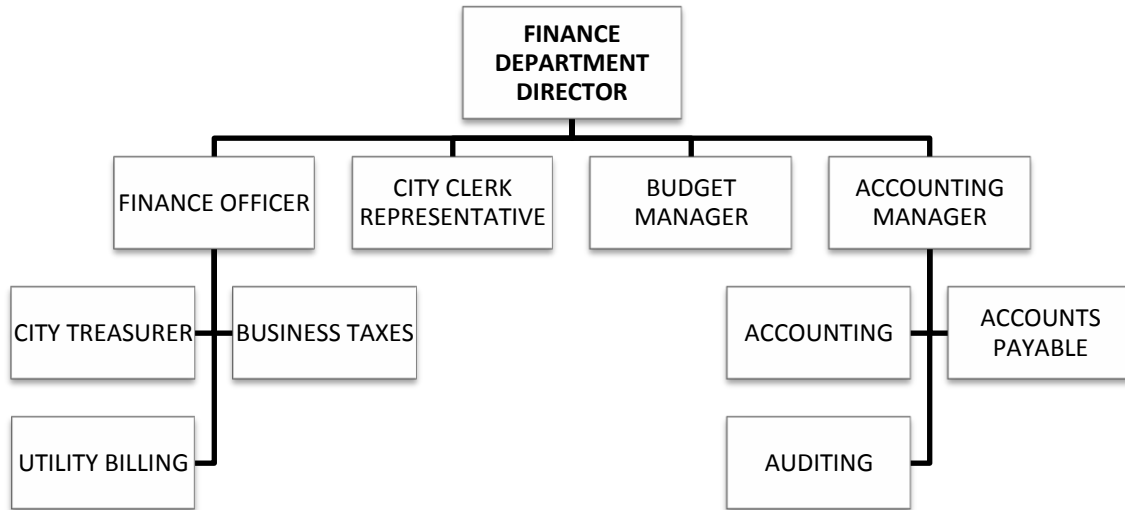 FINANCE
DEPARTMENT
DIRECTOR
FINANCE OFFICER
CITY CLERK
REPRESENTATIVE
BUDGET
MANAGER
ACCOUNTING
MANAGER
CITY TREASURER
BUSINESS TAXES
ACCOUNTING
ACCOUNTS
PAYABLE
UTILITY BILLING
AUDITING